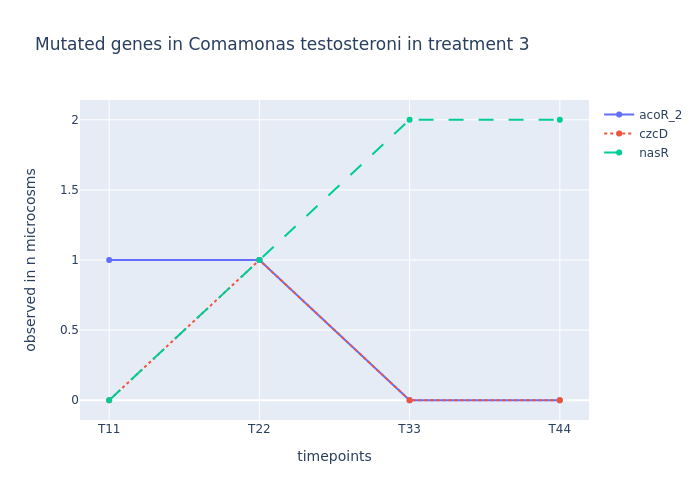 Mutated genes in Comamonas testosteroni in treatment 3
acoR_2
czcD
nasR
2
1.5
1
0.5
0
observed in n microcosms
T11
T22
T33
T44
timepoints